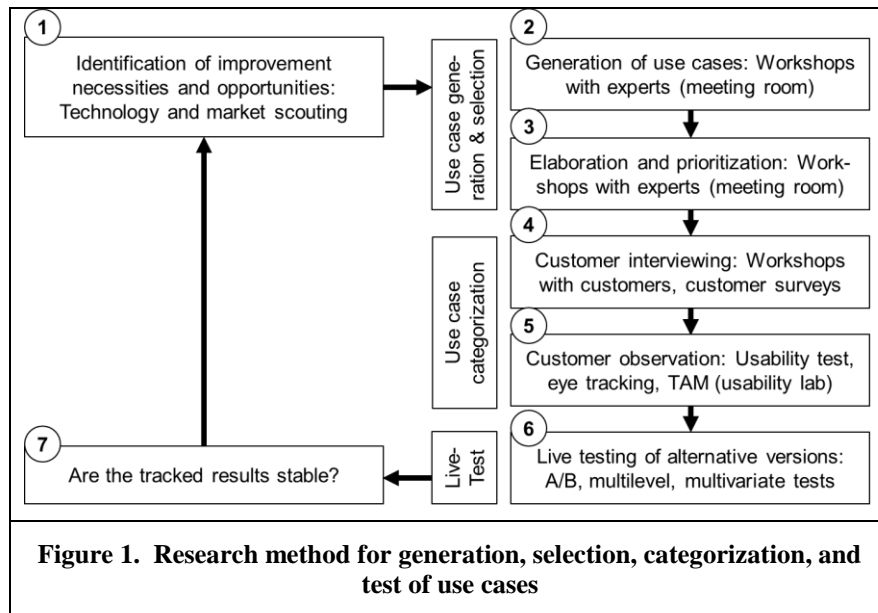 1
Identification of improvement
necessities and opportunities:
Technology and market scouting
Use case gene-
ration & selection
2
Generation of use cases: Workshops
with experts (meeting room)
3
Elaboration and prioritization: Work-
shops with experts (meeting room)
Use case
categorization
4
Customer interviewing: Workshops
with customers, customer surveys
5
Customer observation: Usability test,
eye tracking, TAM (usability lab)
6
Live testing of alternative versions:
A/B, multilevel, multivariate tests
Live-
Test
7
Are the tracked results stable?
Figure 1. Research method for generation, selection, categorization, and
test of use cases